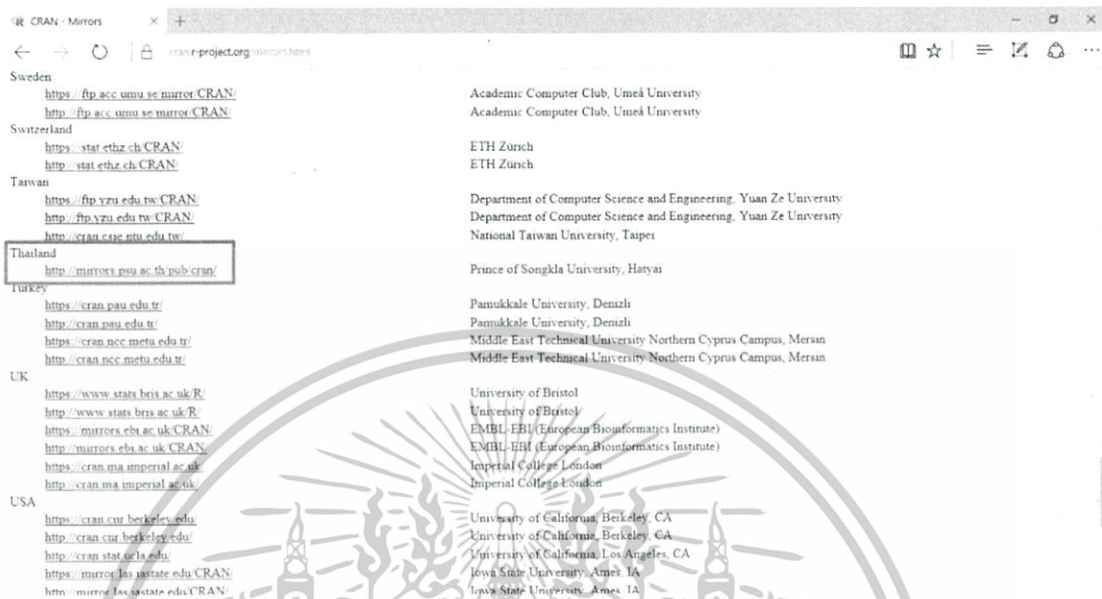 CRAN - Mirrors
cran.r-project.org/mirrors.html
Sweden
https://ftp.acc.umu.se/mirror/CRAN/ Academic Computer Club, Umeå University
http://ftp.acc.umu.se/mirror/CRAN/ Academic Computer Club, Umeå University
Switzerland
https://stat.ethz.ch/CRAN/ ETH Zürich
http://stat.ethz.ch/CRAN/ ETH Zürich
Taiwan
https://ftp.yzu.edu.tw/CRAN/ Department of Computer Science and Engineering, Yuan Ze University
http://ftp.yzu.edu.tw/CRAN/ Department of Computer Science and Engineering, Yuan Ze University
http://cran.csie.ntu.edu.tw/ National Taiwan University, Taipei
Thailand
http://mirrors.psu.ac.th/pub/cran/ Prince of Songkla University, Hatyai
Turkey
https://cran.pau.edu.tr/ Pamukkale University, Denizli
http://cran.pau.edu.tr/ Pamukkale University, Denizli
https://cran.ncc.metu.edu.tr/ Middle East Technical University Northern Cyprus Campus, Mersin
http://cran.ncc.metu.edu.tr/ Middle East Technical University Northern Cyprus Campus, Mersin
UK
https://www.stats.bris.ac.uk/R/ University of Bristol
http://www.stats.bris.ac.uk/R/ University of Bristol
https://mirrors.ebi.ac.uk/CRAN/ EMBL-EBI (European Bioinformatics Institute)
http://mirrors.ebi.ac.uk/CRAN/ EMBL-EBI (European Bioinformatics Institute)
https://cran.ma.imperial.ac.uk/ Imperial College London
http://cran.ma.imperial.ac.uk/ Imperial College London
USA
https://cran.cnr.berkeley.edu/ University of California, Berkeley, CA
http://cran.cnr.berkeley.edu/ University of California, Berkeley, CA
http://cran.stat.ucla.edu/ University of California, Los Angeles, CA
https://mirror.las.iastate.edu/CRAN/ Iowa State University, Ames, IA
http://mirror.las.iastate.edu/CRAN/ Iowa State University, Ames, IA